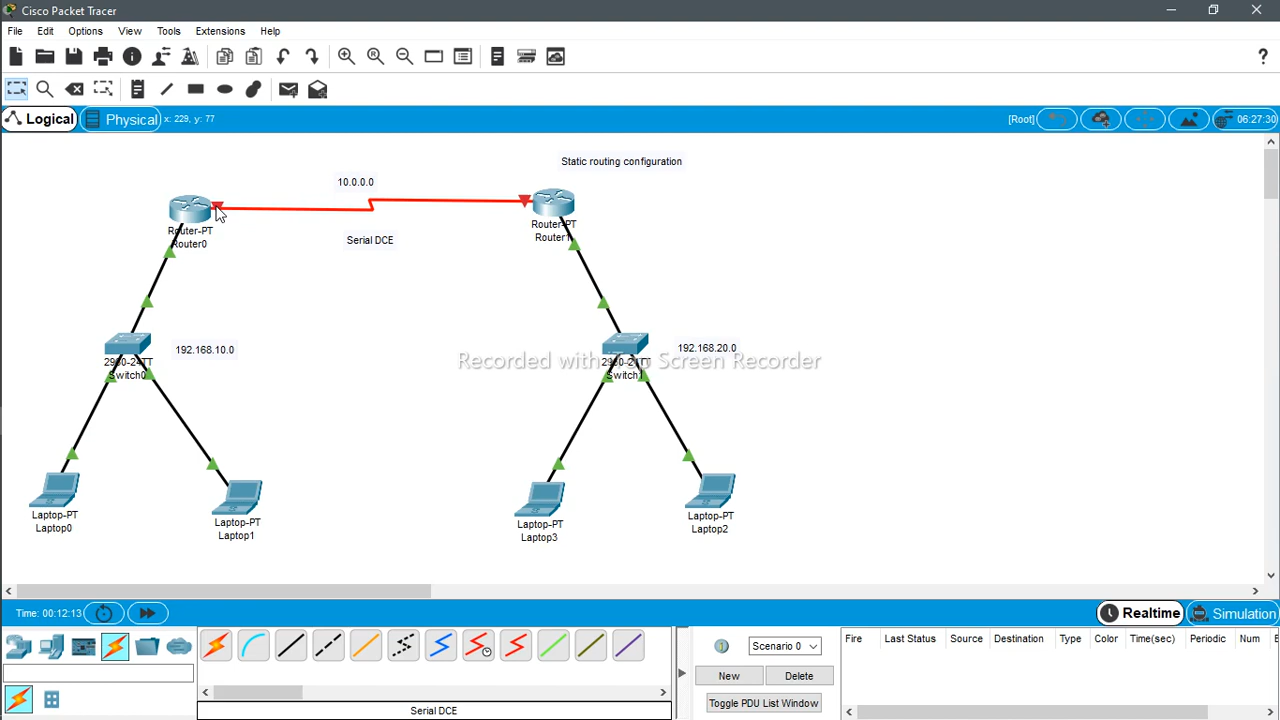 Cisco Packet Tracer
File Edit Options View Tools Extensions Help
Logical Physical x: 229, y: 77 [Root] 06:27:30
Static routing configuration
10.0.0.0
Router-PT
Router0
Router-PT
Router1
Serial DCE
192.168.10.0
192.168.20.0
Recorded with Screen Recorder
Switch0
Switch1
Laptop-PT
Laptop0
Laptop-PT
Laptop1
Laptop-PT
Laptop3
Laptop-PT
Laptop2
Time: 00:12:13 Realtime Simulation
Scenario 0 Fire Last Status Source Destination Type Color Time(sec) Periodic Num
New Delete
Toggle PDU List Window
Serial DCE